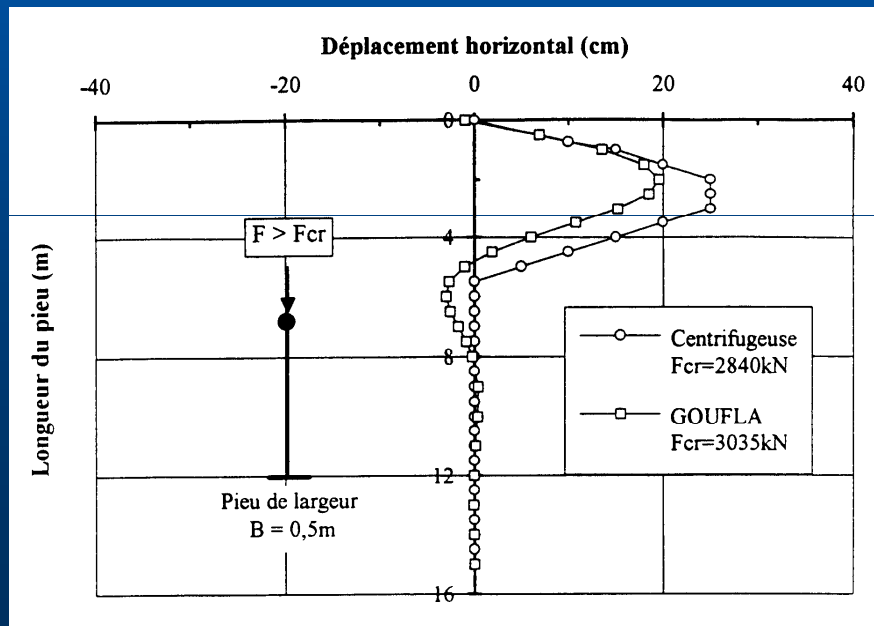 Déplacement horizontal (cm)
-40 -20 0 20 40
0
4
8
12
16
Longueur du pieu (m)
F > Fcr
Pieu de largeur
B = 0,5m
Centrifugeuse
Fcr=2840kN
GOUFLA
Fcr=3035kN